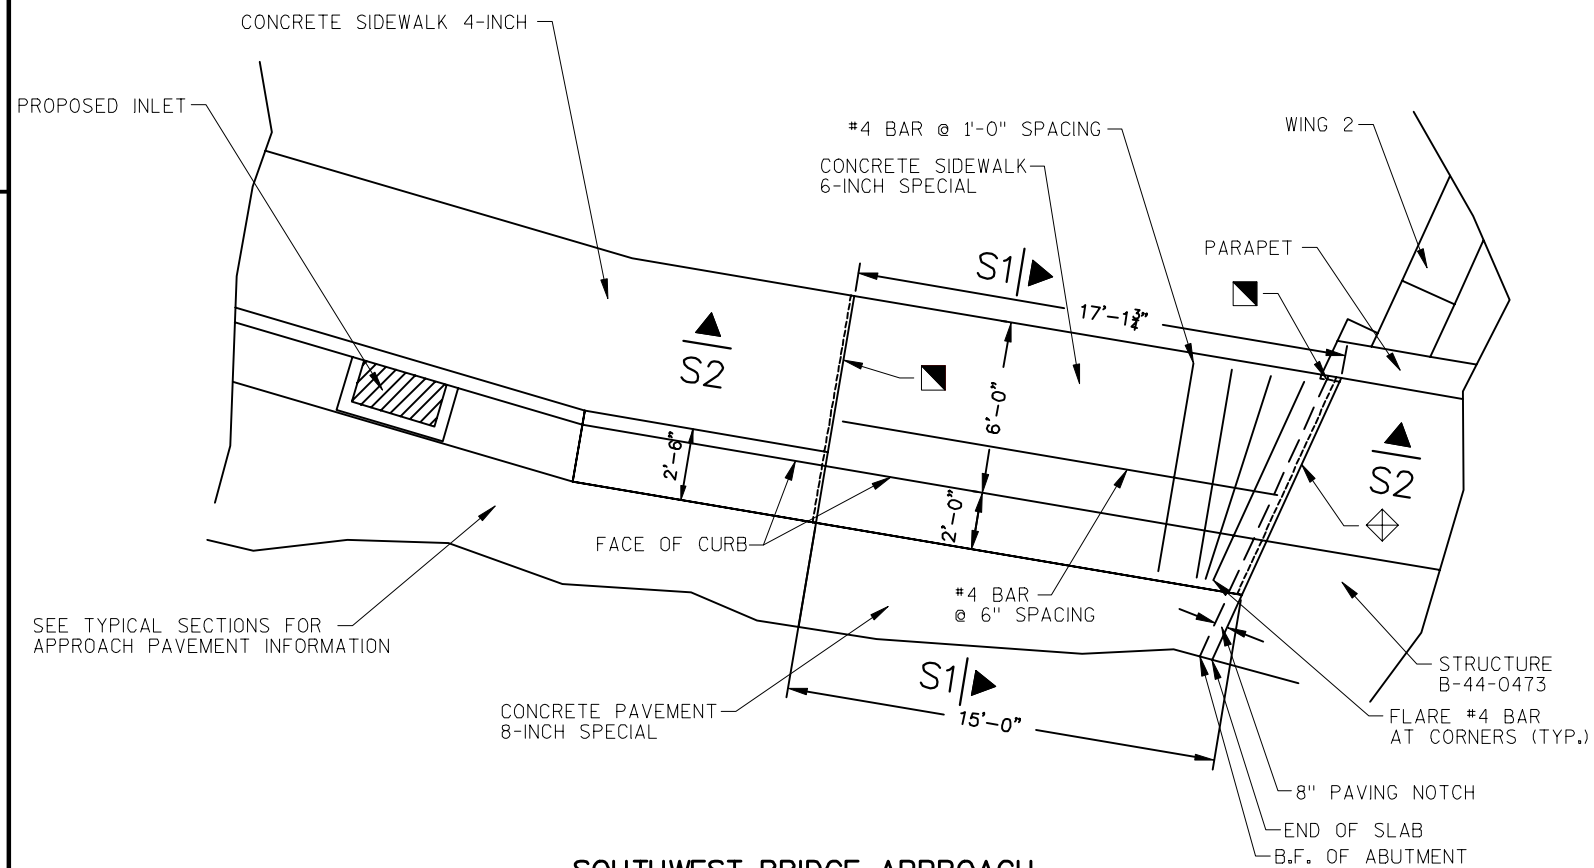 CONCRETE SIDEWALK 4-INCH
PROPOSED INLET
#4 BAR @ 1'-0" SPACING
WING 2
CONCRETE SIDEWALK
6-INCH SPECIAL
PARAPET
S1
17'-1 3/4"
S2
6'-0"
2'-6"
S2
2'-0"
FACE OF CURB
#4 BAR
@ 6" SPACING
SEE TYPICAL SECTIONS FOR
APPROACH PAVEMENT INFORMATION
STRUCTURE
B-44-0473
S1
CONCRETE PAVEMENT
8-INCH SPECIAL
15'-0"
FLARE #4 BAR
AT CORNERS (TYP.)
8" PAVING NOTCH
END OF SLAB
B.F. OF ABUTMENT
SOUTHWEST BRIDGE APPROACH